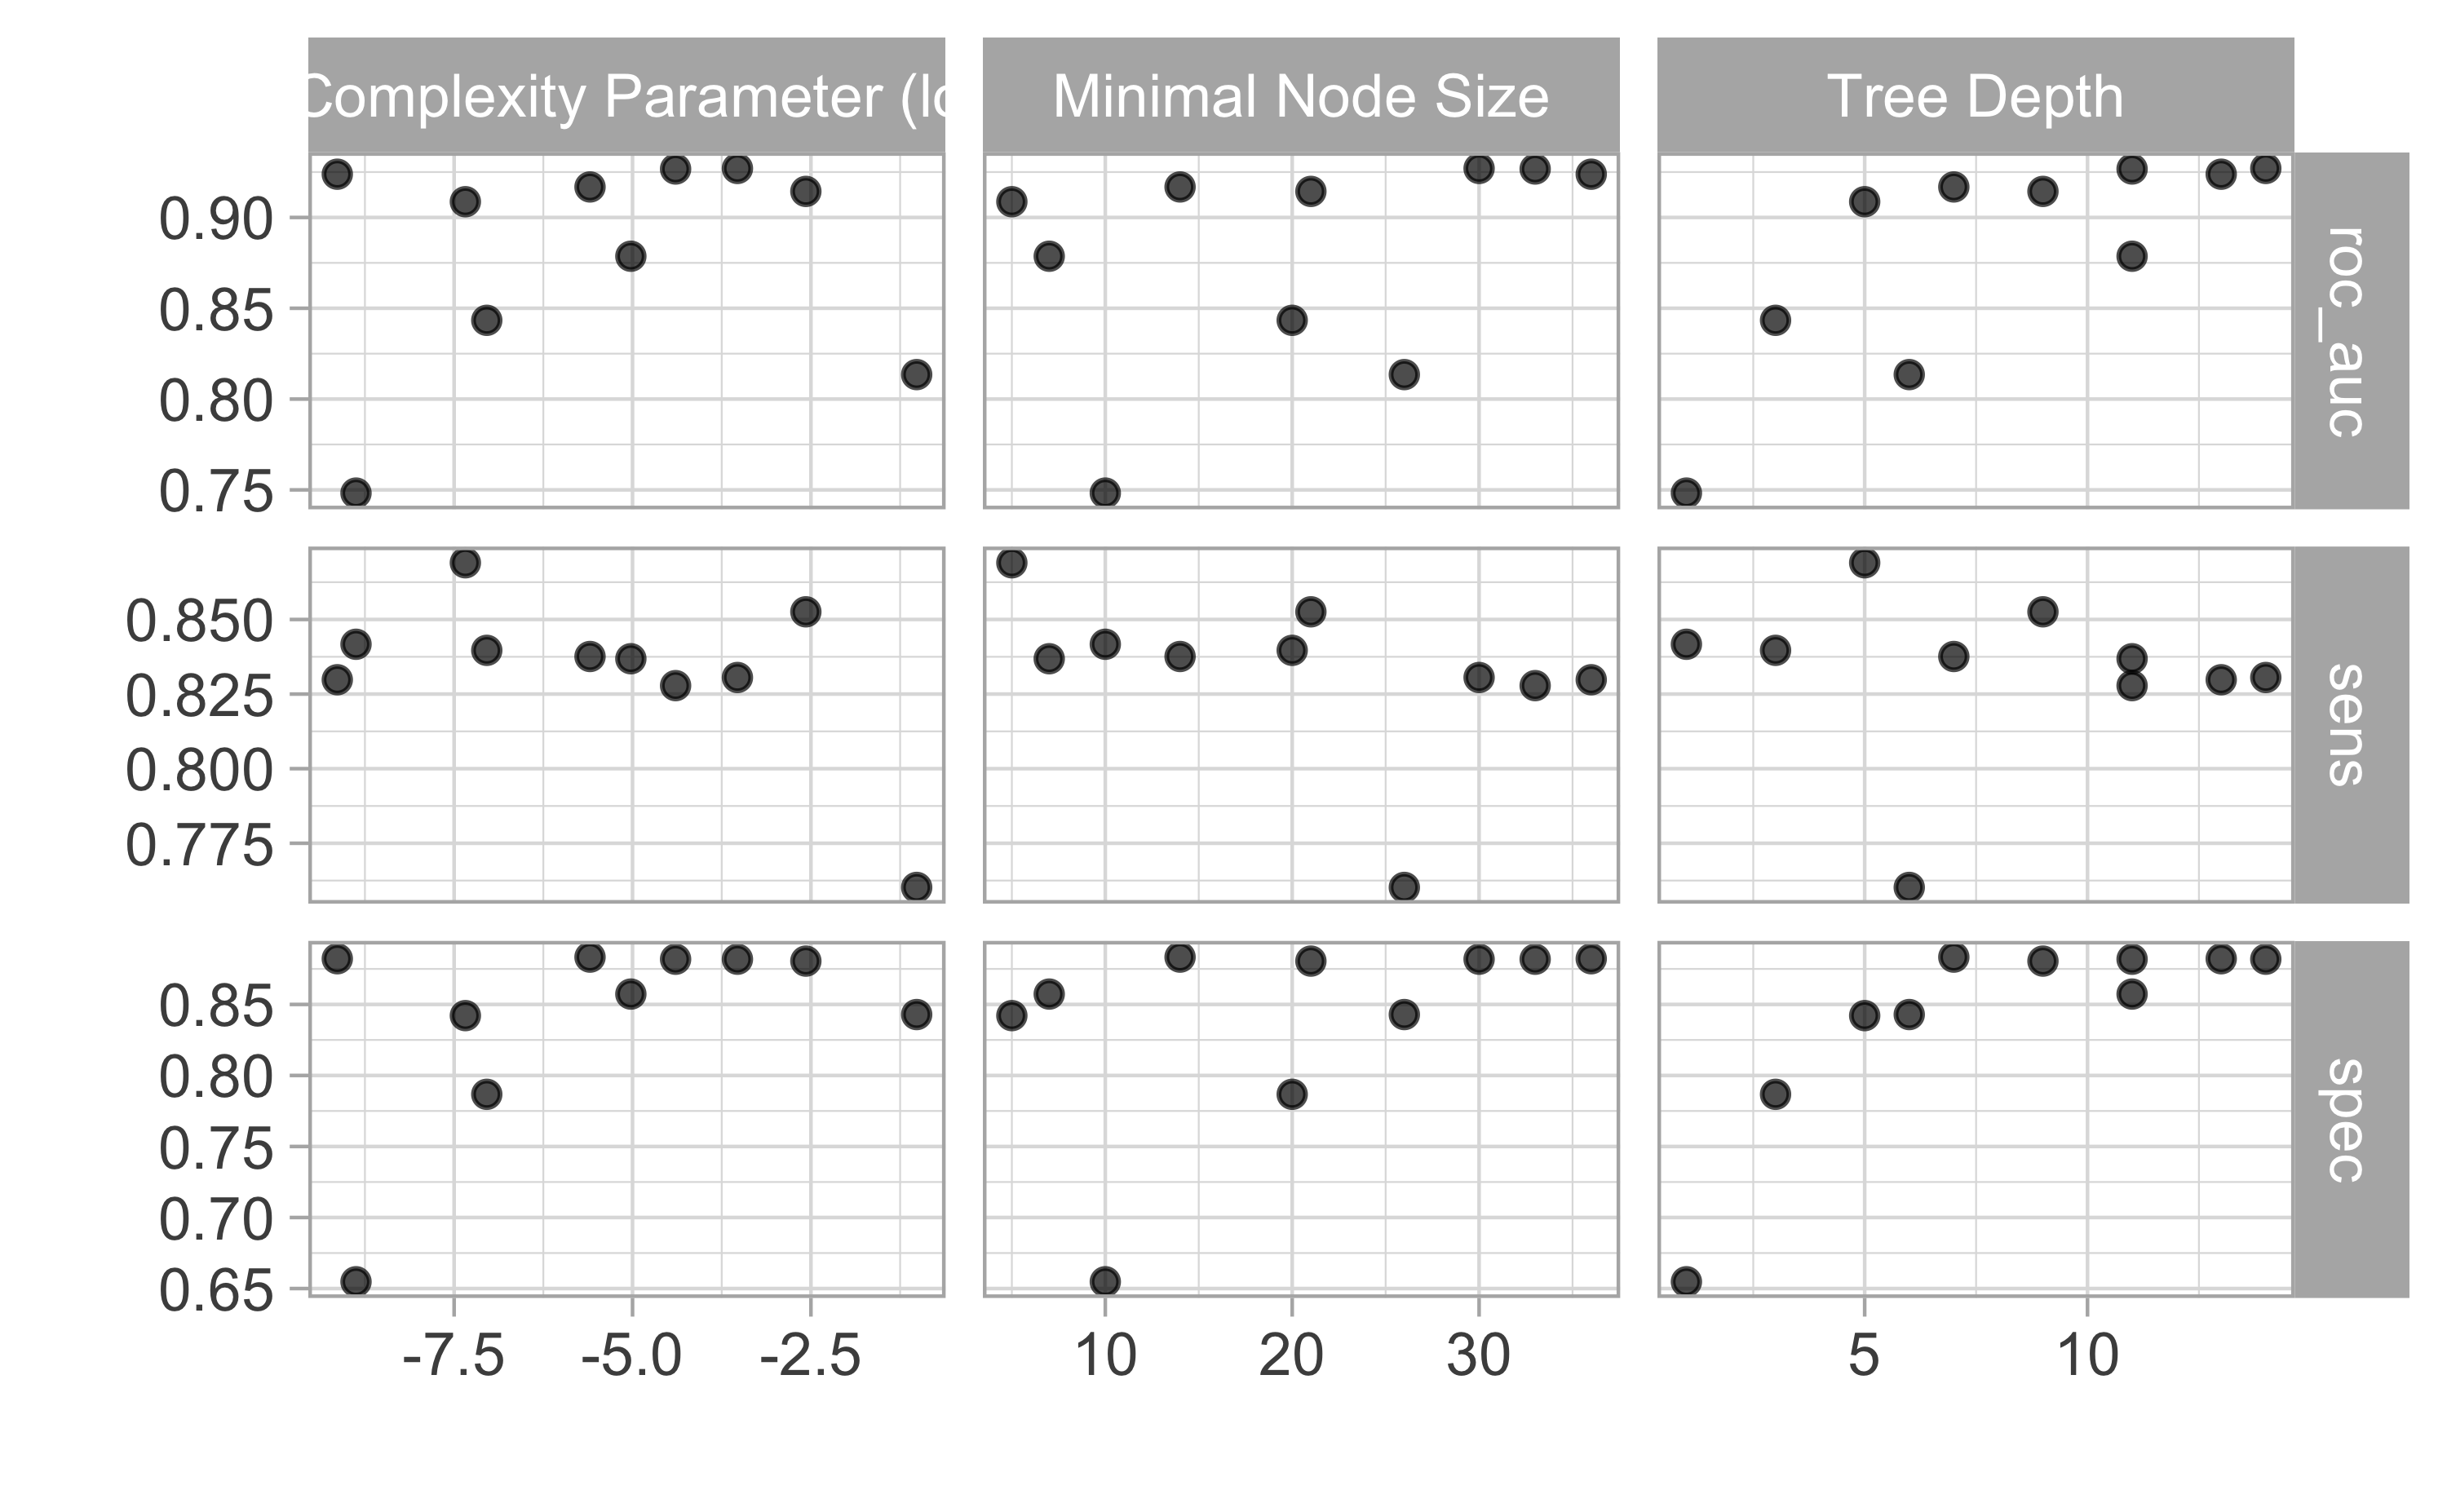 Complexity Parameter (lo
Minimal Node Size
Tree Depth
0.90
0.85
0.80
0.75
roc_auc
0.850
0.825
0.800
0.775
sens
0.85
0.80
0.75
0.70
0.65
spec
-7.5 -5.0 -2.5
10 20 30
5 10